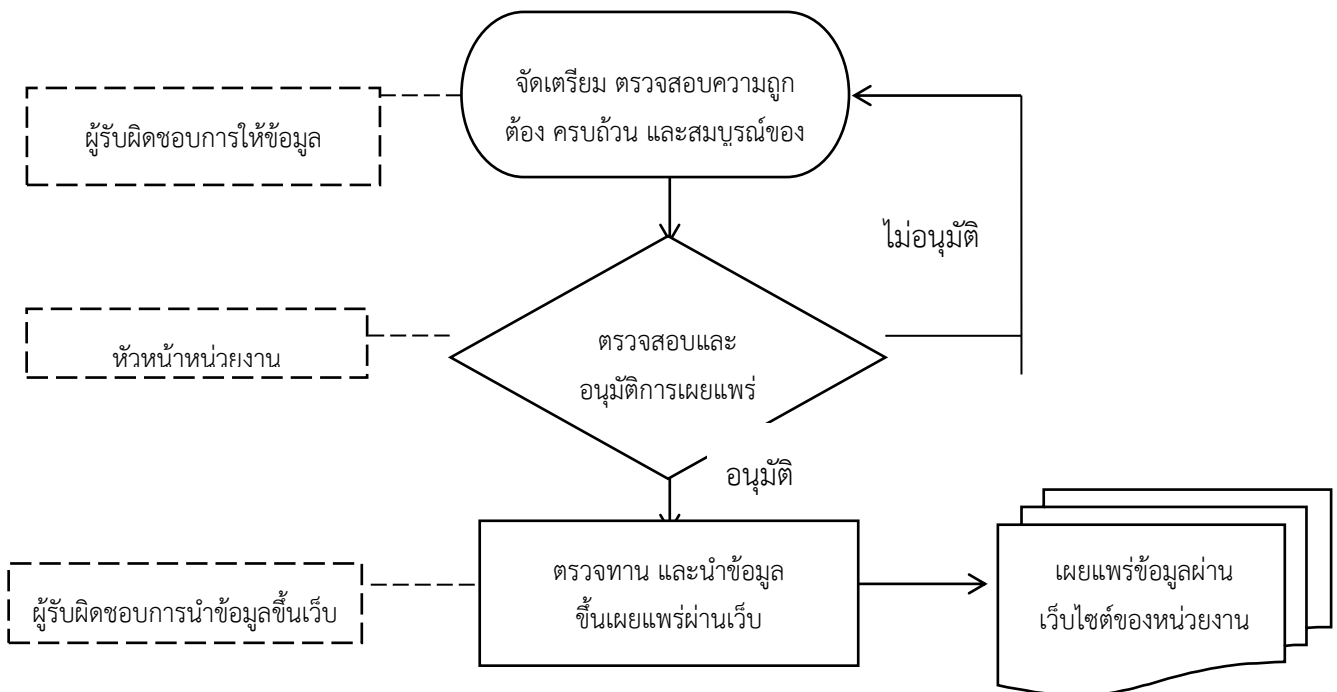 จัดเตรียม ตรวจสอบความถูก
ต้อง ครบถ้วน และสมบูรณ์ของ
ผู้รับผิดชอบการให้ข้อมูล
ไม่อนุมัติ
ตรวจสอบและ
อนุมัติการเผยแพร่
หัวหน้าหน่วยงาน
อนุมัติ
ตรวจทาน และนำข้อมูล
ขึ้นเผยแพร่ผ่านเว็บ
ผู้รับผิดชอบการนำข้อมูลขึ้นเว็บ
เผยแพร่ข้อมูลผ่าน
เว็บไซต์ของหน่วยงาน